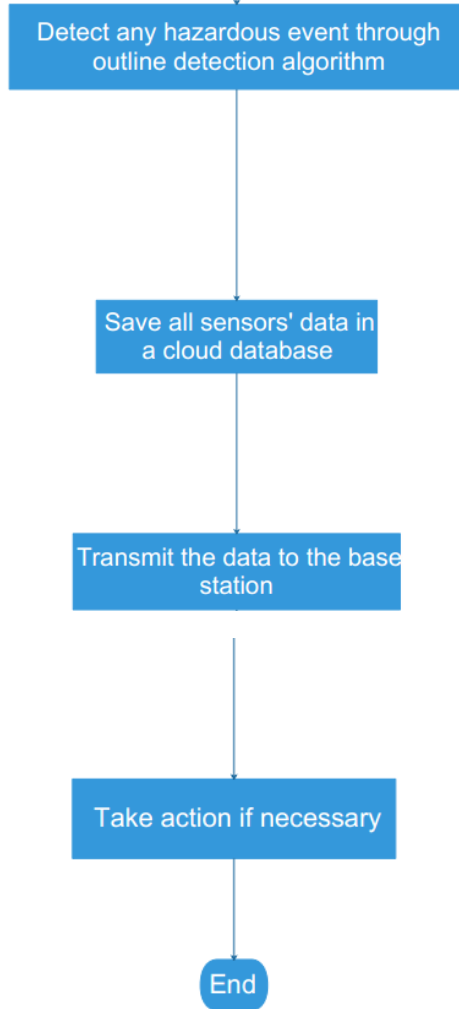 Detect any hazardous event through
outline detection algorithm
Save all sensors' data in
a cloud database
Transmit the data to the base
station
Take action if necessary
End